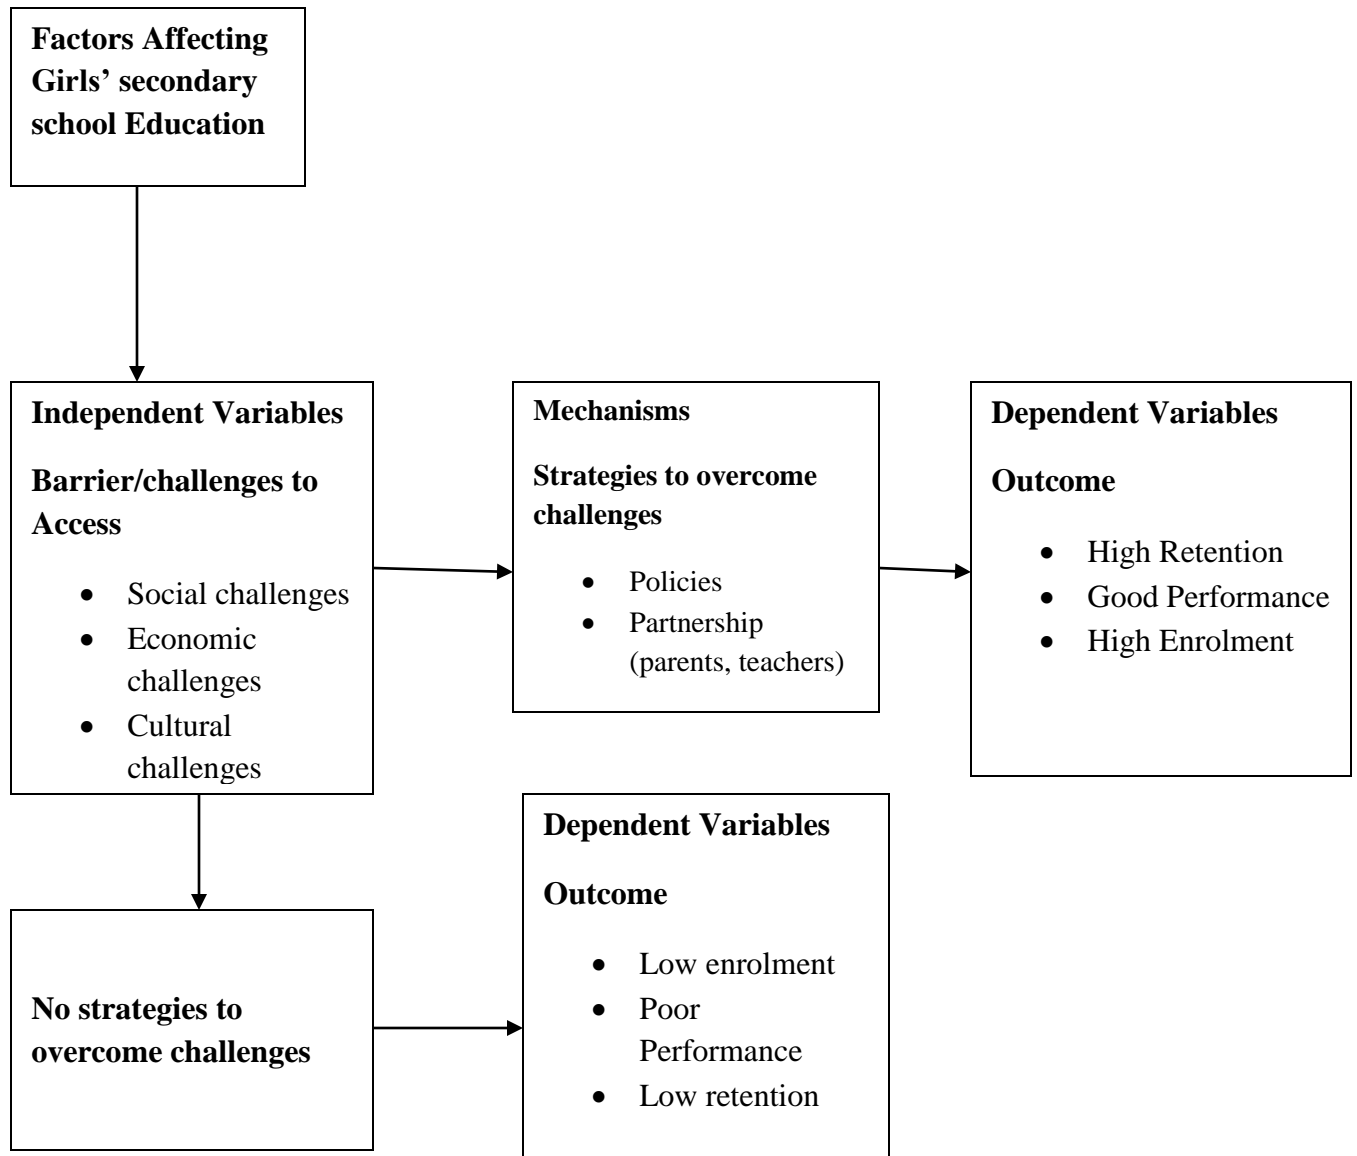 Factors Affecting
Girls’ secondary
school Education
Independent Variables
Barrier/challenges to
Access
• Social challenges
• Economic
challenges
• Cultural
challenges
Mechanisms
Strategies to overcome
challenges
• Policies
• Partnership
(parents, teachers)
Dependent Variables
Outcome
• High Retention
• Good Performance
• High Enrolment
No strategies to
overcome challenges
Dependent Variables
Outcome
• Low enrolment
• Poor
Performance
• Low retention